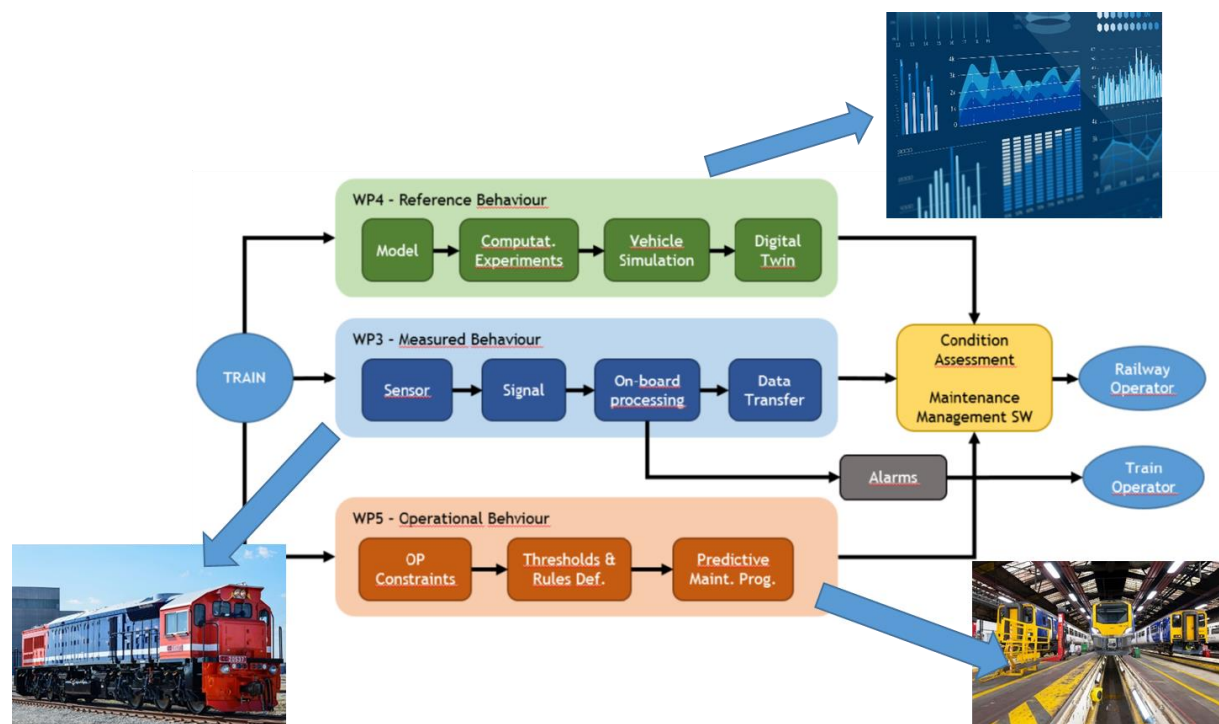 WP4 - Reference Behaviour
Model
Computat.
Experiments
Vehicle
Simulation
Digital
Twin
TRAIN
WP3 - Measured Behaviour
Sensor
Signal
On-board
processing
Data
Transfer
Condition
Assessment
Maintenance
Management SW
Railway
Operator
Alarms
Train
Operator
WP5 - Operational Behviour
OP
Constraints
Thresholds &
Rules Def.
Predictive
Maint. Prog.